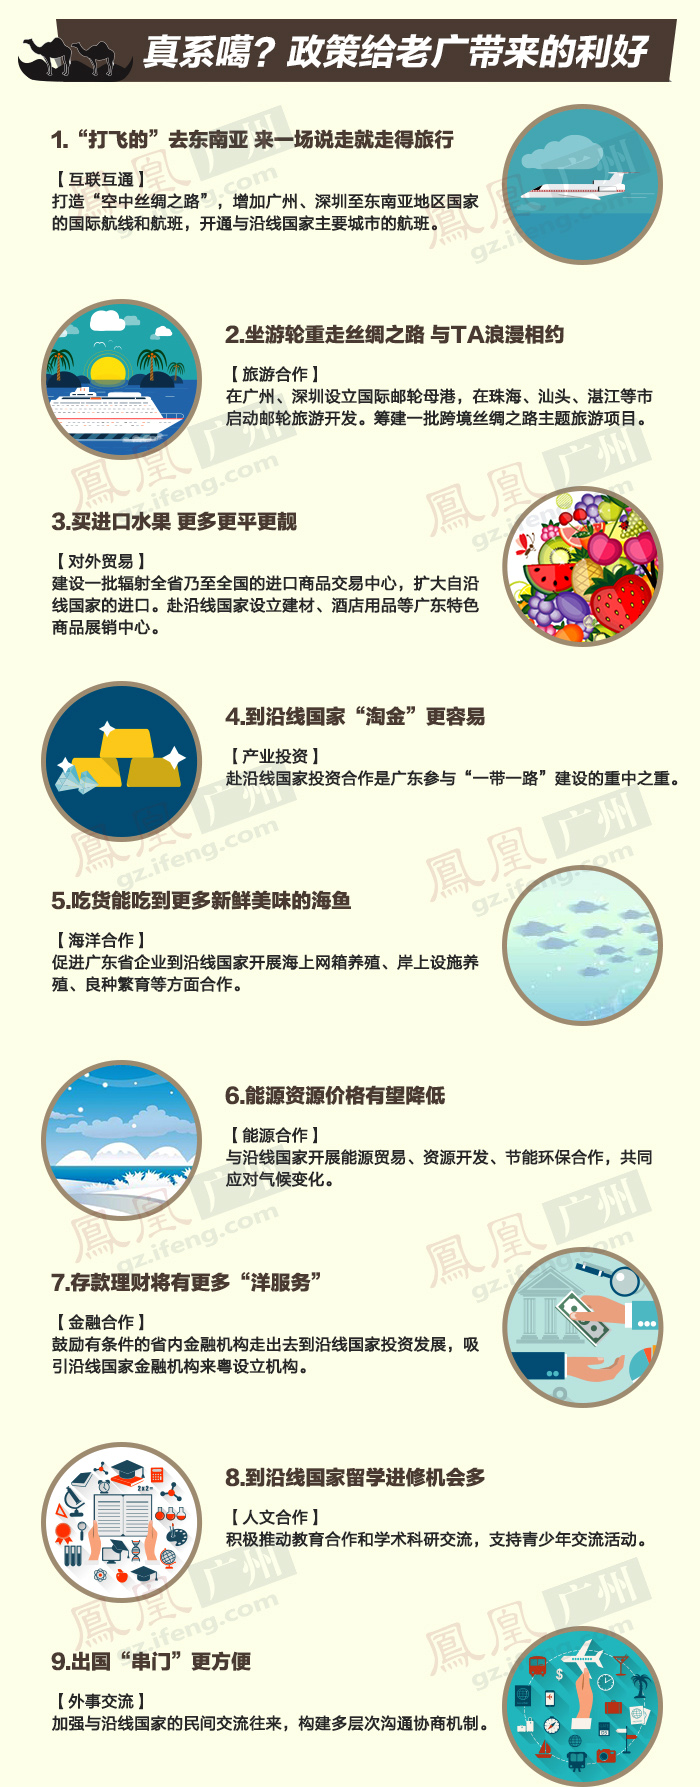 真系噶？政策给老广带来的利好
1.“打飞的”去东南亚 来一场说走就走得旅行
【互联互通】
打造“空中丝绸之路”，增加广州、深圳至东南亚地区国家
的国际航线和航班，开通与沿线国家主要城市的航班。
2.坐游轮重走丝绸之路 与TA浪漫相约
【旅游合作】
在广州、深圳设立国际邮轮母港，在珠海、汕头、湛江等市
启动邮轮旅游开发。筹建一批跨境丝绸之路主题旅游项目。
3.买进口水果 更多更平更靓
【对外贸易】
建设一批辐射全省乃至全国的进口商品交易中心，扩大自沿
线国家的进口。赴沿线国家设立建材、酒店用品等广东特色
商品展销中心。
4.到沿线国家“淘金”更容易
【产业投资】
赴沿线国家投资合作是广东参与“一带一路”建设的重中之重。
5.吃货能吃到更多新鲜美味的海鱼
【海洋合作】
促进广东省企业到沿线国家开展海上网箱养殖、岸上设施养
殖、良种繁育等方面合作。
6.能源资源价格有望降低
【能源合作】
与沿线国家开展能源贸易、资源开发、节能环保合作，共同
应对气候变化。
7.存款理财将有更多“洋服务”
【金融合作】
鼓励有条件的省内金融机构走出去到沿线国家投资发展，吸
引沿线国家金融机构来粤设立机构。
8.到沿线国家留学进修机会多
【人文合作】
2x2=
积极推动教育合作和学术科研交流，支持青少年交流活动。
9.出国“串门”更方便
【外事交流】
加强与沿线国家的民间交流往来，构建多层次沟通协商机制。
鳳凰 广州
gz.ifeng.com